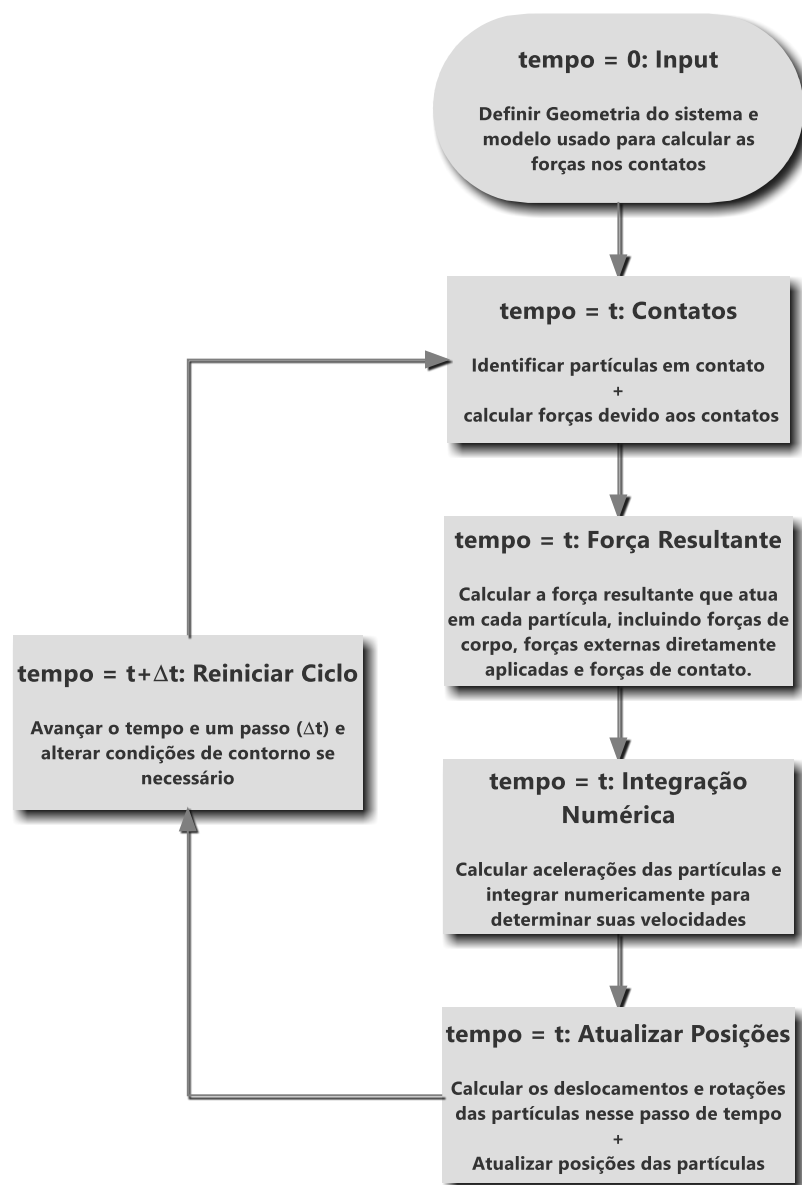 tempo = 0: Input
Definir Geometria do sistema e
modelo usado para calcular as
forças nos contatos
tempo = t: Contatos
Identificar partículas em contato
+
calcular forças devido aos contatos
tempo = t: Força Resultante
Calcular a força resultante que atua
em cada partícula, incluindo forças de
corpo, forças externas diretamente
aplicadas e forças de contato.
tempo = t: Integração
Numérica
Calcular acelerações das partículas e
integrar numericamente para
determinar suas velocidades
tempo = t: Atualizar Posições
Calcular os deslocamentos e rotações
das partículas nesse passo de tempo
+
Atualizar posições das partículas
tempo = t+Δt: Reiniciar Ciclo
Avançar o tempo e um passo (Δt) e
alterar condições de contorno se
necessário